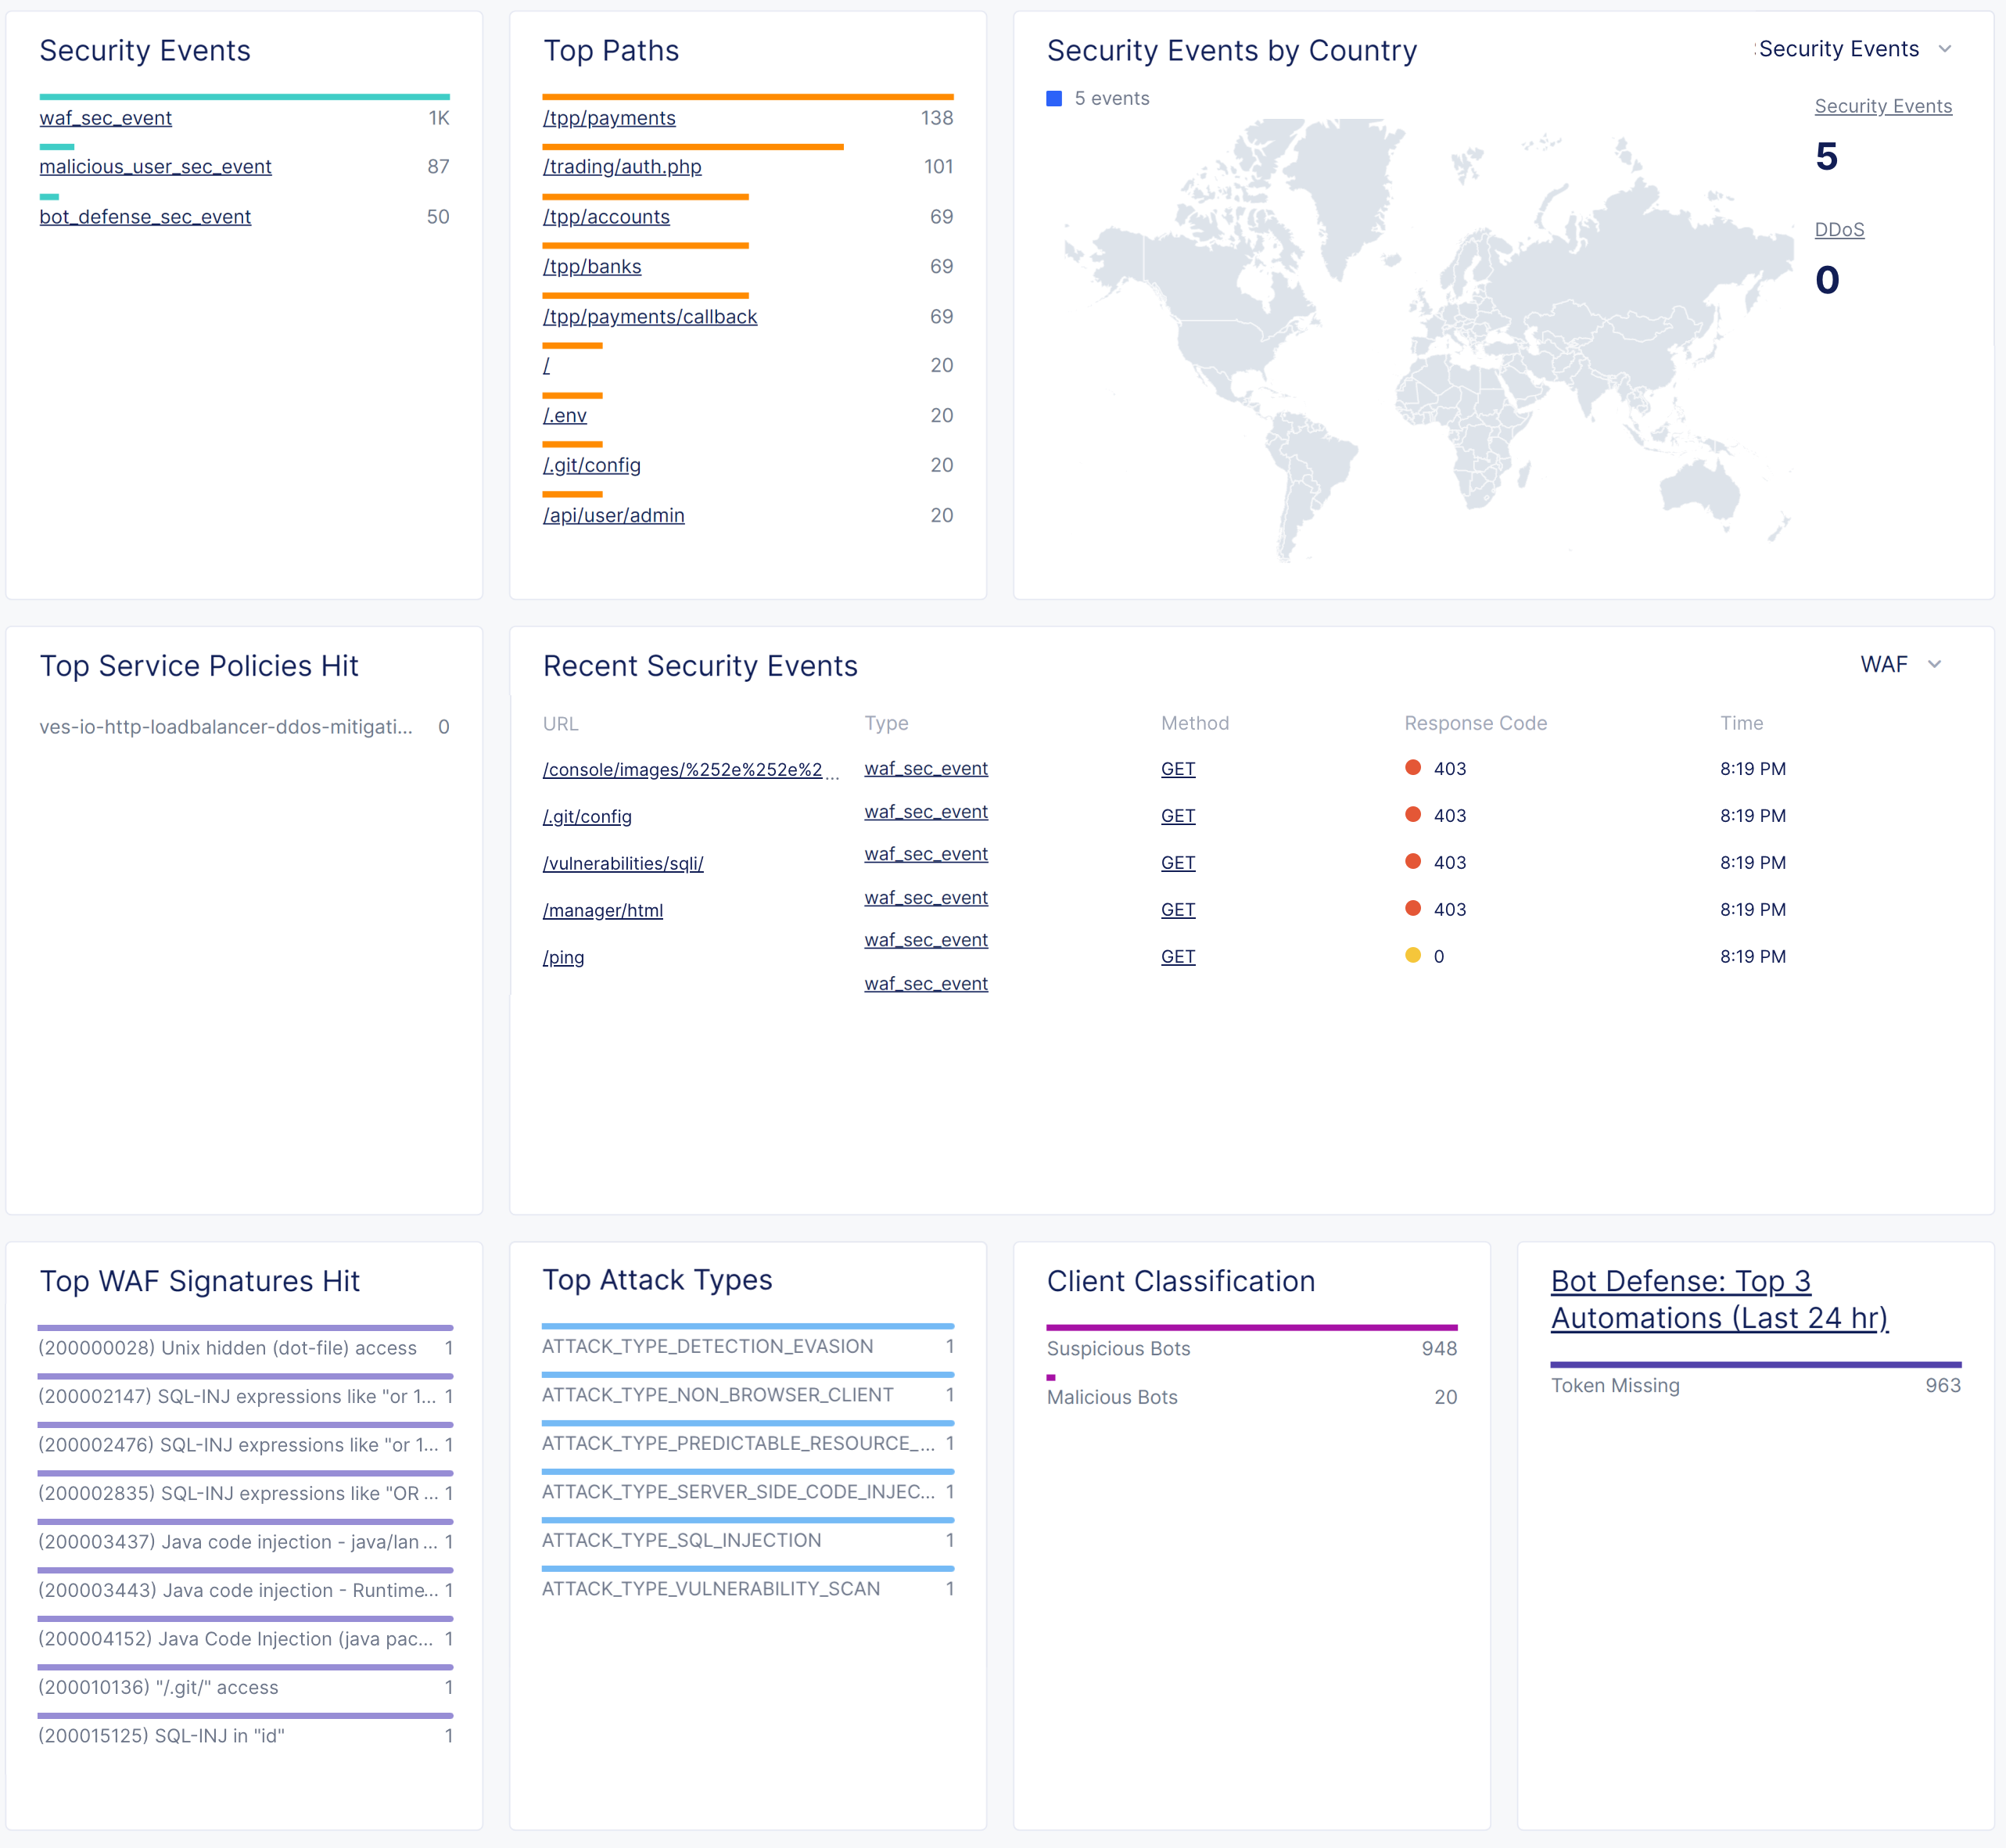 Security Events
waf_sec_event 1K
malicious_user_sec_event 87
bot_defense_sec_event 50
Top Paths
/tpp/payments 138
/trading/auth.php 101
/tpp/accounts 69
/tpp/banks 69
/tpp/payments/callback 69
/ 20
/.env 20
/.git/config 20
/api/user/admin 20
Security Events by Country
Security Events
5 events
Security Events
5
DDoS
0
Top Service Policies Hit
ves-io-http-loadbalancer-ddos-mitigati... 0
Recent Security Events
WAF
URL Type Method Response Code Time
/console/images/%252e%252e%2... waf_sec_event GET 403 8:19 PM
/.git/config waf_sec_event GET 403 8:19 PM
/vulnerabilities/sqli/ waf_sec_event GET 403 8:19 PM
/manager/html waf_sec_event GET 403 8:19 PM
/ping waf_sec_event GET 0 8:19 PM
waf_sec_event
Top WAF Signatures Hit
(200000028) Unix hidden (dot-file) access 1
(200002147) SQL-INJ expressions like "or 1... 1
(200002476) SQL-INJ expressions like "or 1... 1
(200002835) SQL-INJ expressions like "OR ... 1
(200003437) Java code injection - java/lan ... 1
(200003443) Java code injection - Runtime... 1
(200004152) Java Code Injection (java pac... 1
(200010136) "/.git/" access 1
(200015125) SQL-INJ in "id" 1
Top Attack Types
ATTACK_TYPE_DETECTION_EVASION 1
ATTACK_TYPE_NON_BROWSER_CLIENT 1
ATTACK_TYPE_PREDICTABLE_RESOURCE_... 1
ATTACK_TYPE_SERVER_SIDE_CODE_INJEC... 1
ATTACK_TYPE_SQL_INJECTION 1
ATTACK_TYPE_VULNERABILITY_SCAN 1
Client Classification
Suspicious Bots 948
Malicious Bots 20
Bot Defense: Top 3
Automations (Last 24 hr)
Token Missing 963